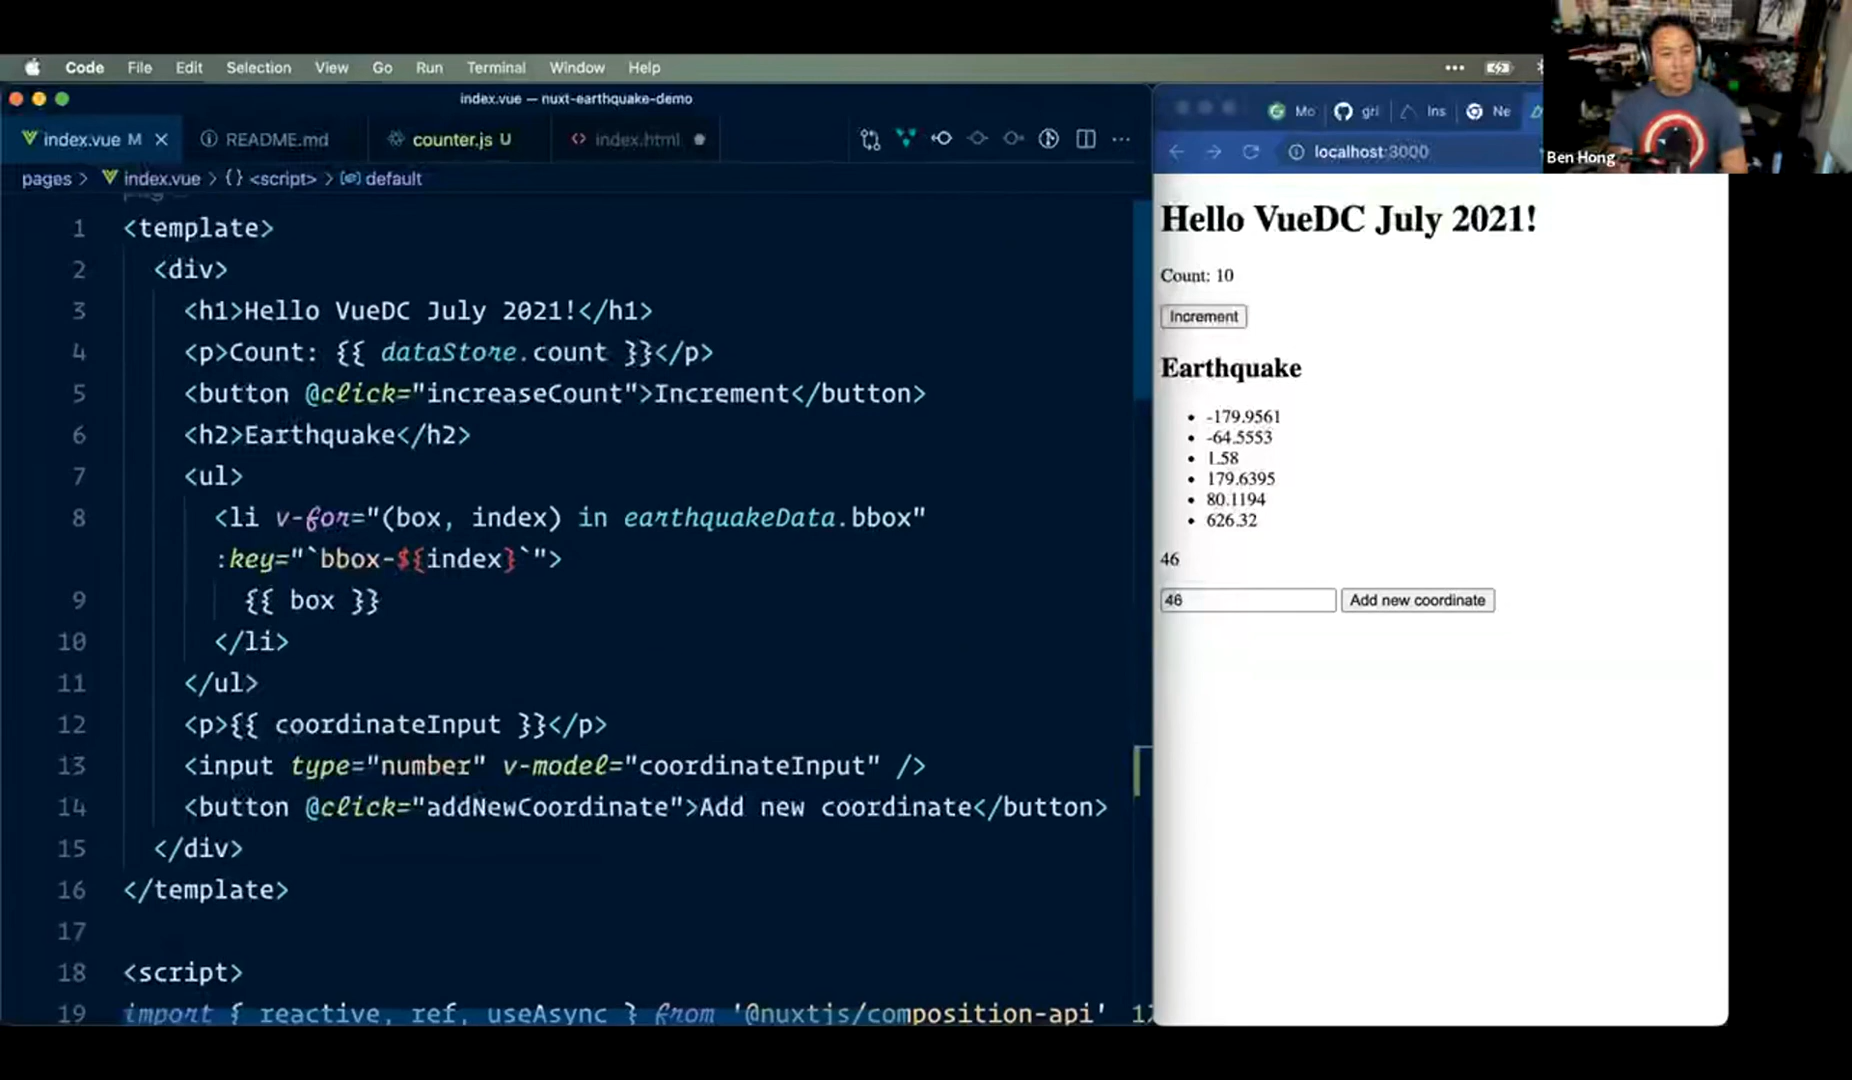 Code File Edit Selection View Go Run Terminal Window Help
index.vue — nuxt-earthquake-demo
index.vue M README.md counter.js U index.html
pages > index.vue > {} <script> > default
1 <template>
2 <div>
3 <h1>Hello VueDC July 2021!</h1>
4 <p>Count: {{ dataStore.count }}</p>
5 <button @click="increaseCount">Increment</button>
6 <h2>Earthquake</h2>
7 <ul>
8 <li v-for="(box, index) in earthquakeData.bbox"
:key="`bbox-${index}`">
9 {{ box }}
10 </li>
11 </ul>
12 <p>{{ coordinateInput }}</p>
13 <input type="number" v-model="coordinateInput" />
14 <button @click="addNewCoordinate">Add new coordinate</button>
15 </div>
16 </template>
17
18 <script>
19 import { reactive, ref, useAsync } from '@nuxtjs/composition-api'
Mo gri Ins Ne
localhost:3000
Ben Hong
Hello VueDC July 2021!
Count: 10
Increment
Earthquake
-179.9561
-64.5553
1.58
179.6395
80.1194
626.32
46
46 Add new coordinate